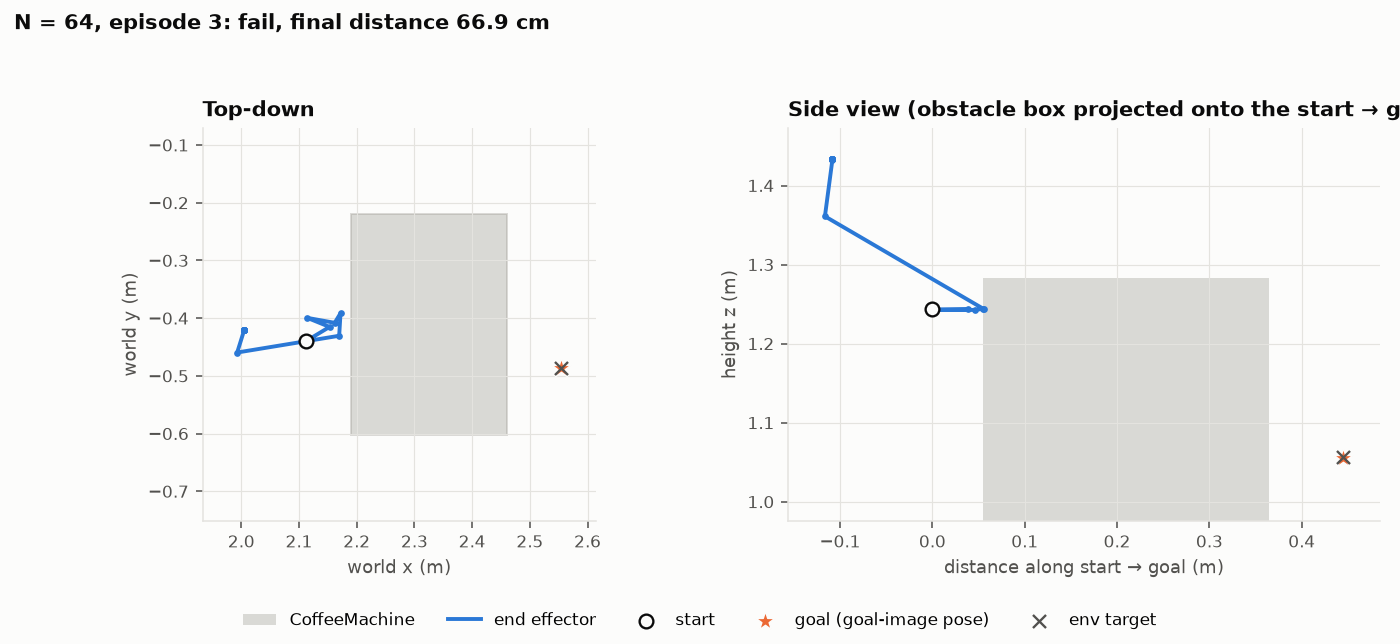 N = 64, episode 3: fail, final distance 66.9 cm
Top-down
−0.1
−0.2
−0.3
−0.4
−0.5
−0.6
−0.7
world y (m)
2.0 2.1 2.2 2.3 2.4 2.5 2.6
world x (m)
Side view (obstacle box projected onto the start → g
1.4
1.3
1.2
1.1
1.0
height z (m)
−0.1 0.0 0.1 0.2 0.3 0.4
distance along start → goal (m)
CoffeeMachine end effector start goal (goal-image pose) env target